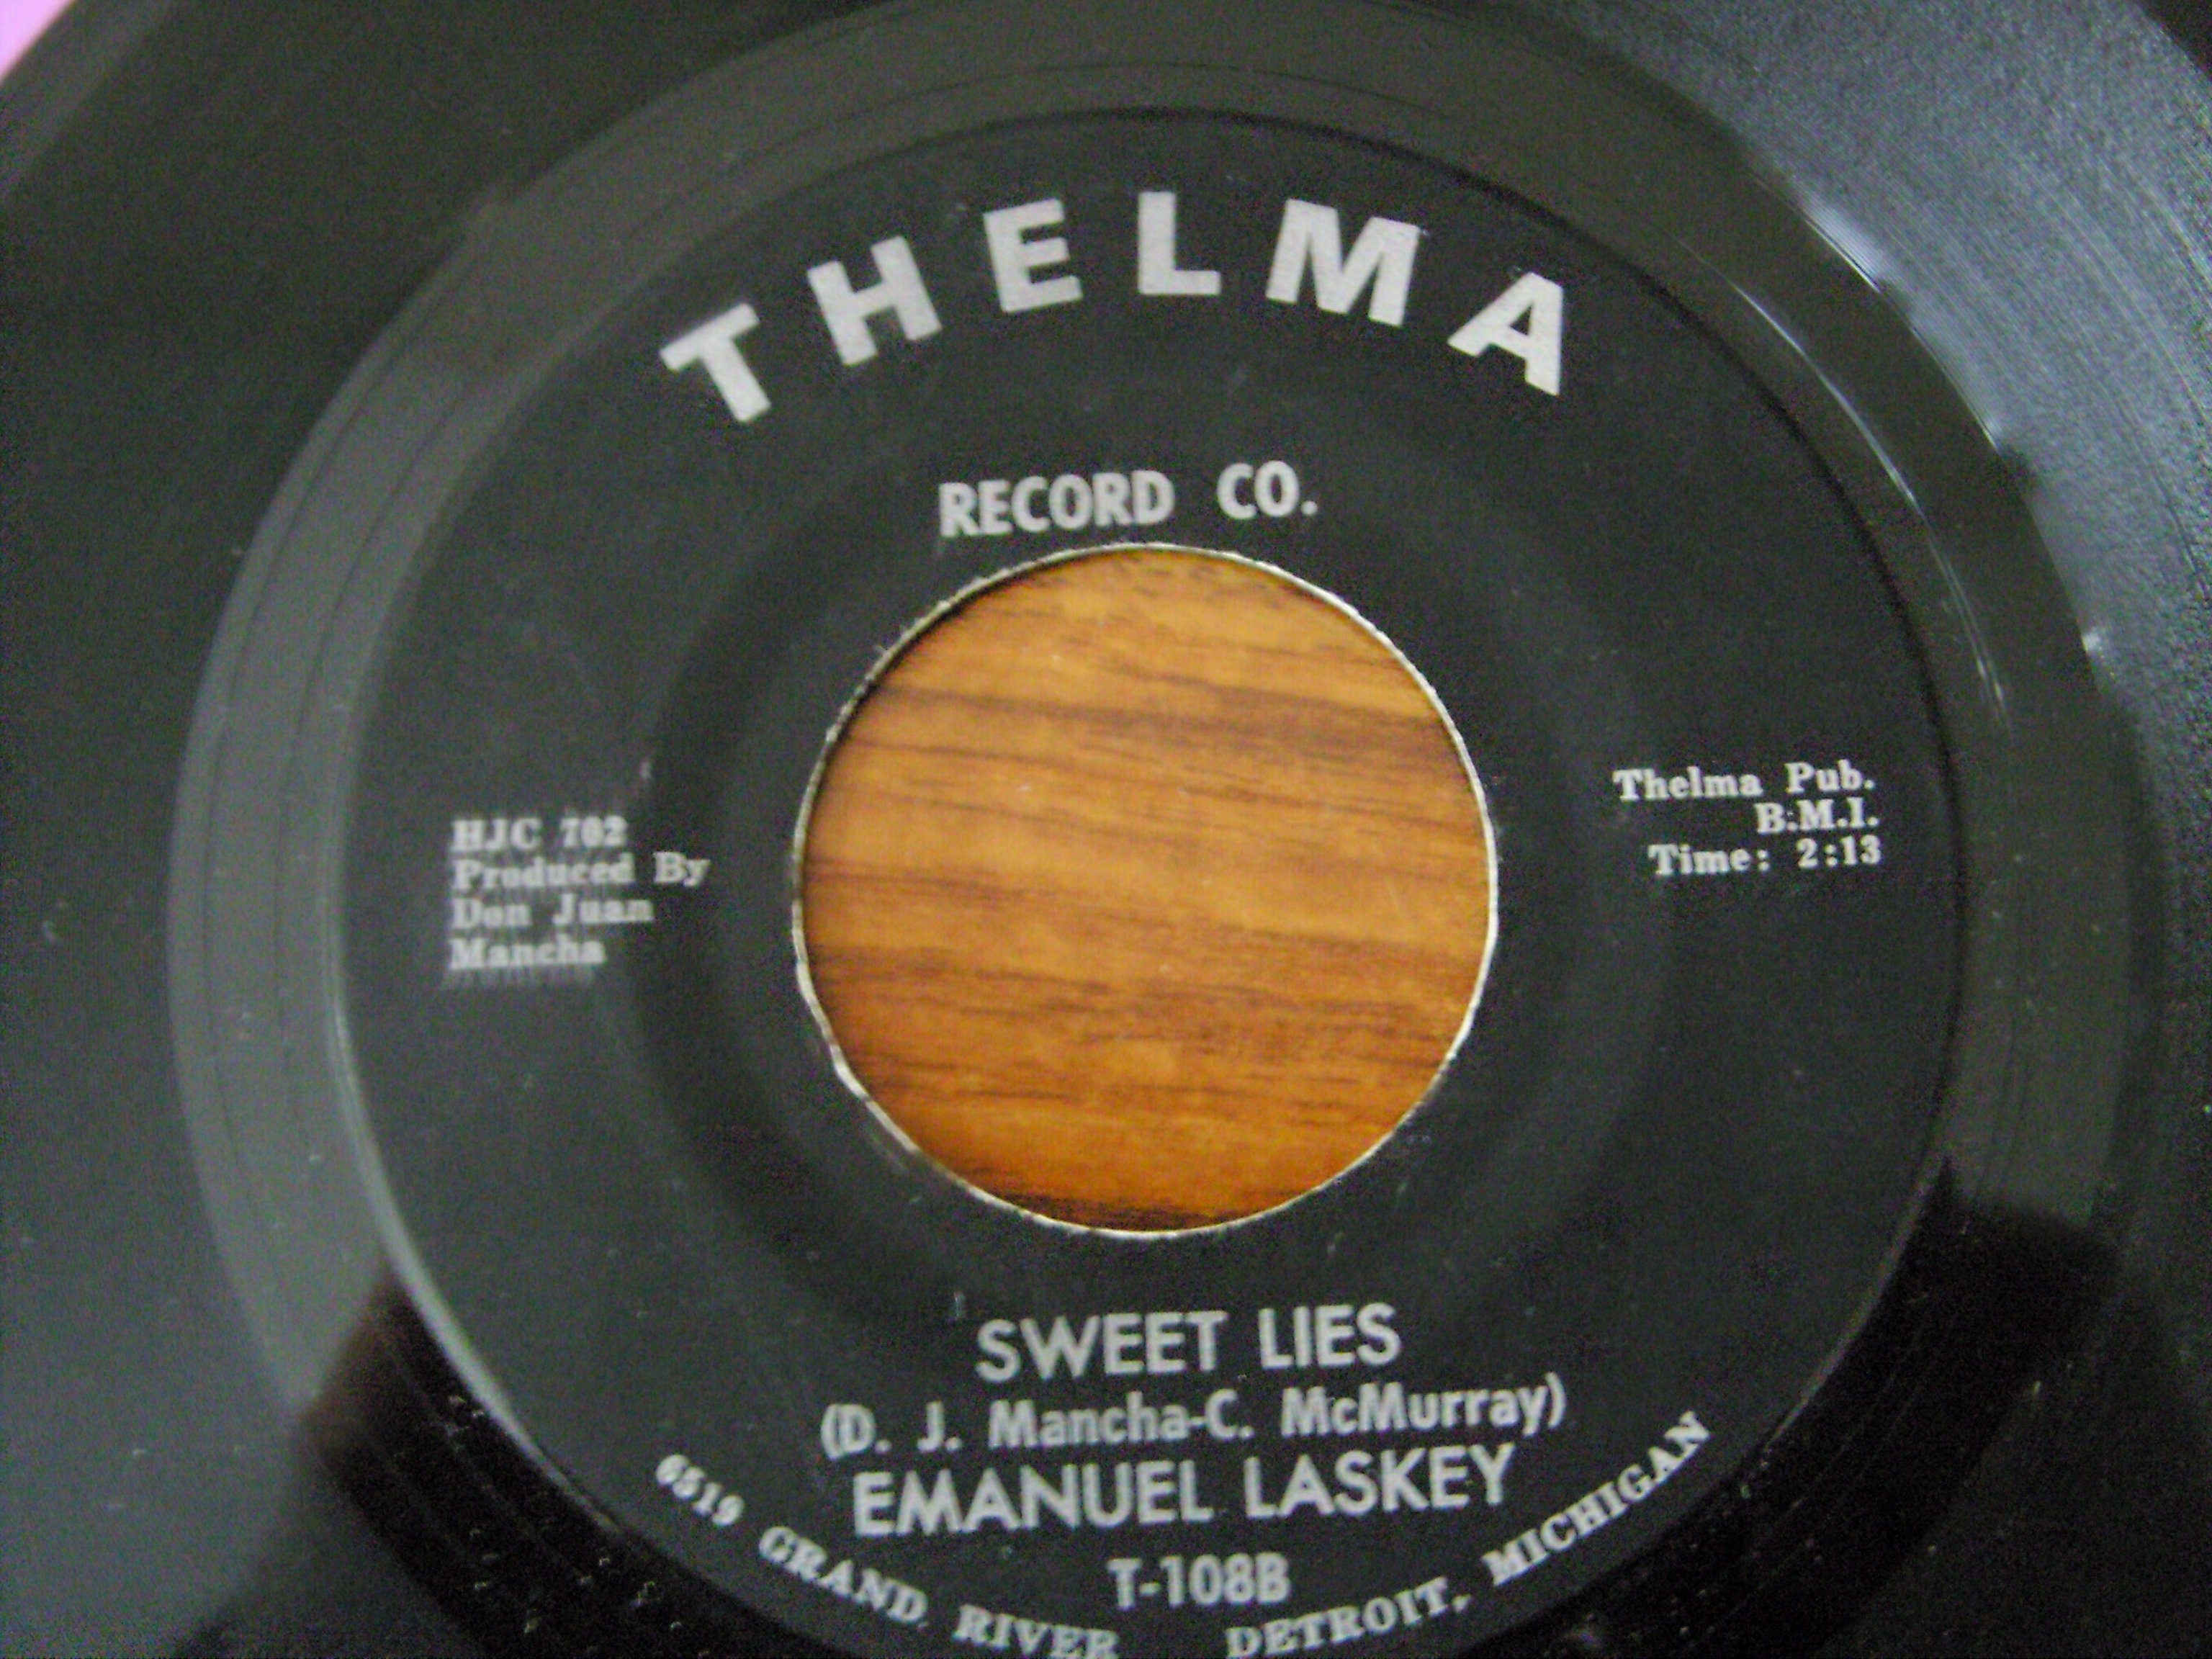 THELMA
RECORD CO.
HJC 702
Produced By
Don Juan
Mancha
Thelma Pub.
B.M.I.
Time: 2:13
SWEET LIES
(D. J. Mancha-C. McMurray)
EMANUEL LASKEY
T-108B
6519 GRAND RIVER DETROIT, MICHIGAN